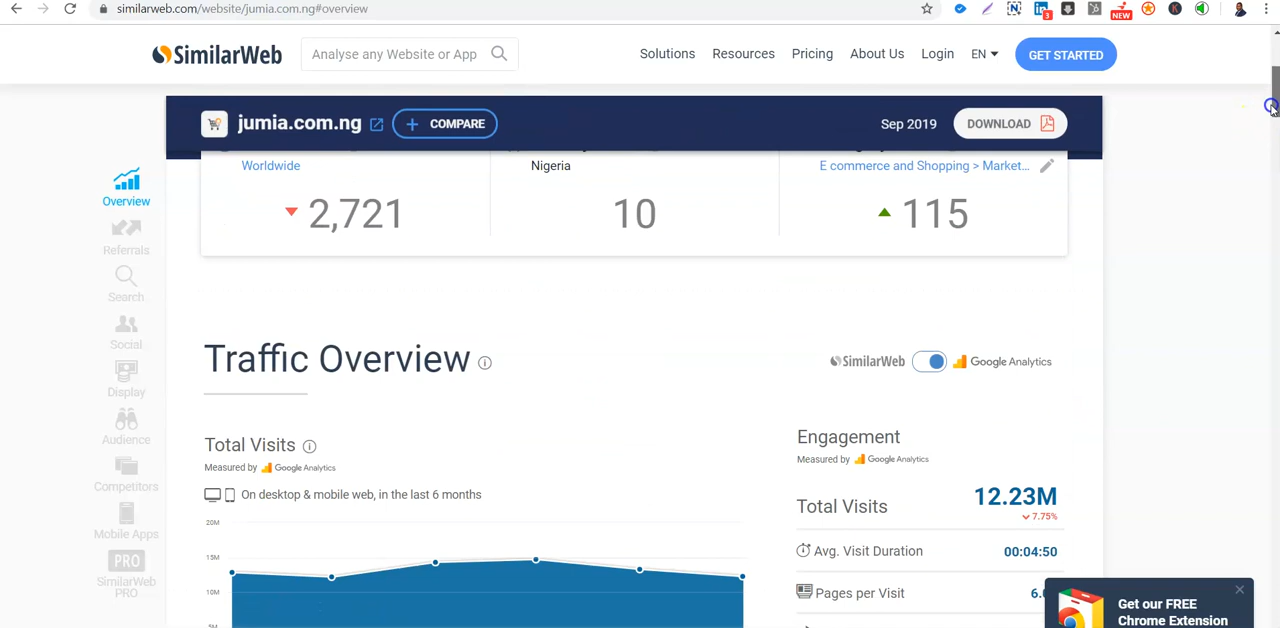 similarweb.com/website/jumia.com.ng#overview
3
NEW
K
SimilarWeb
Analyse any Website or App
Solutions
Resources
Pricing
About Us
Login
EN
GET STARTED
jumia.com.ng
+ COMPARE
Sep 2019
DOWNLOAD
Worldwide
Nigeria
E commerce and Shopping > Market...
2,721
10
115
Overview
Referrals
Search
Social
Display
Audience
Competitors
Mobile Apps
PRO
SimilarWeb
PRO
Traffic Overview
SimilarWeb
Google Analytics
Total Visits
Measured by Google Analytics
On desktop & mobile web, in the last 6 months
20M
15M
10M
Engagement
Measured by Google Analytics
Total Visits
12.23M
7.75%
Avg. Visit Duration
00:04:50
Pages per Visit
Get our FREE
Chrome Extension